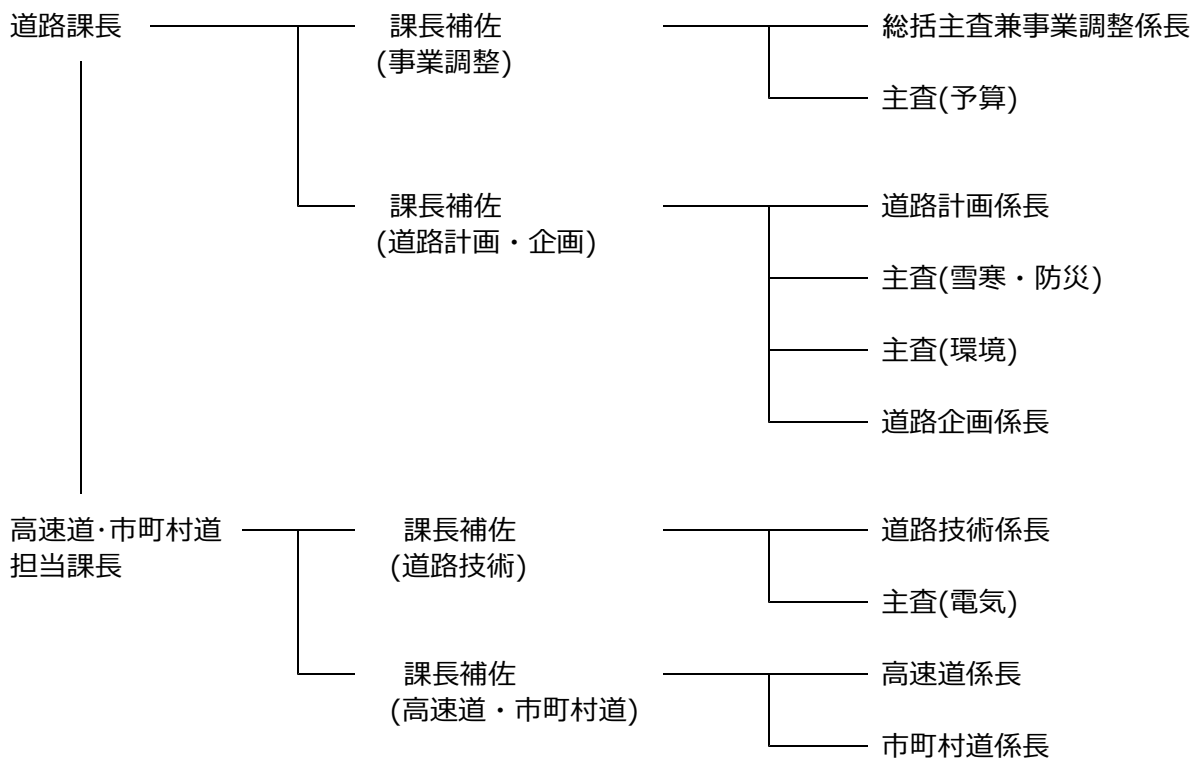 道路課長
課長補佐
(事業調整)
総括主査兼事業調整係長
主査(予算)
課長補佐
(道路計画・企画)
道路計画係長
主査(雪寒・防災)
主査(環境)
道路企画係長
高速道･市町村道
担当課長
課長補佐
(道路技術)
道路技術係長
主査(電気)
課長補佐
(高速道・市町村道)
高速道係長
市町村道係長